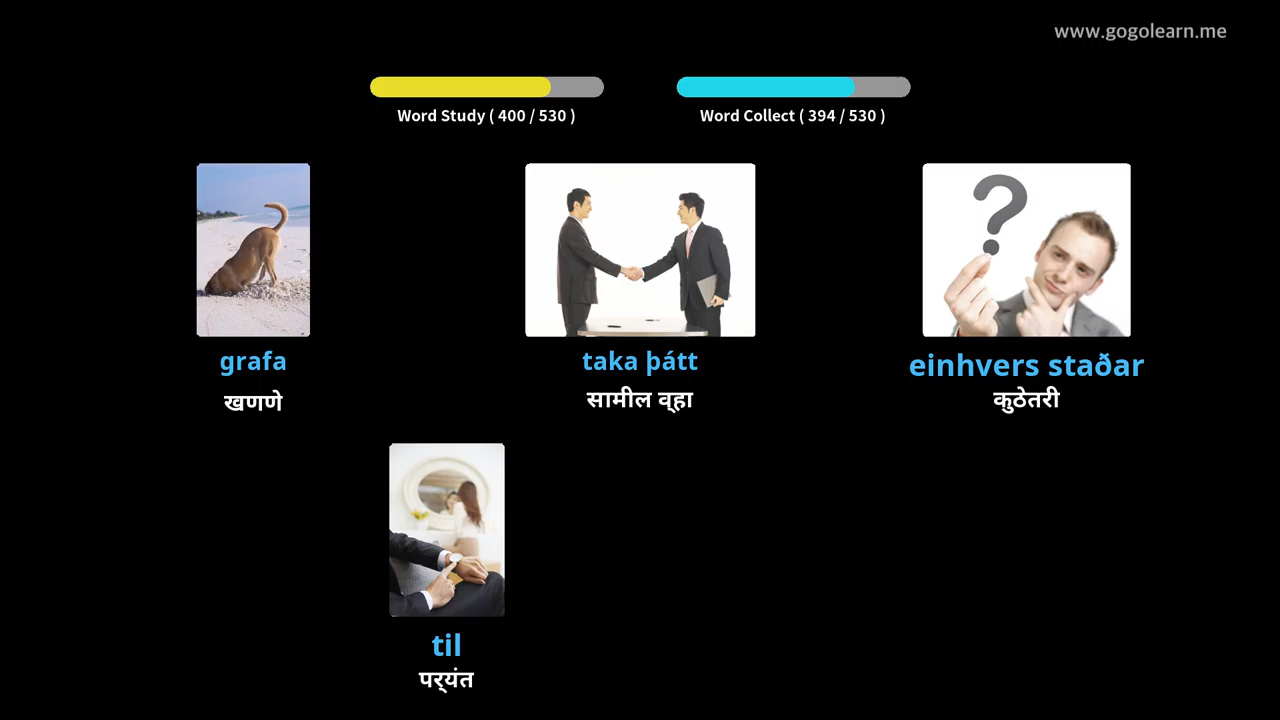 www.gogolearn.me
Word Study ( 400 / 530 )
Word Collect ( 394 / 530 )
grafa
खणणे
taka þátt
सामील व्हा
einhvers staðar
कुठेतरी
til
पर्यंत